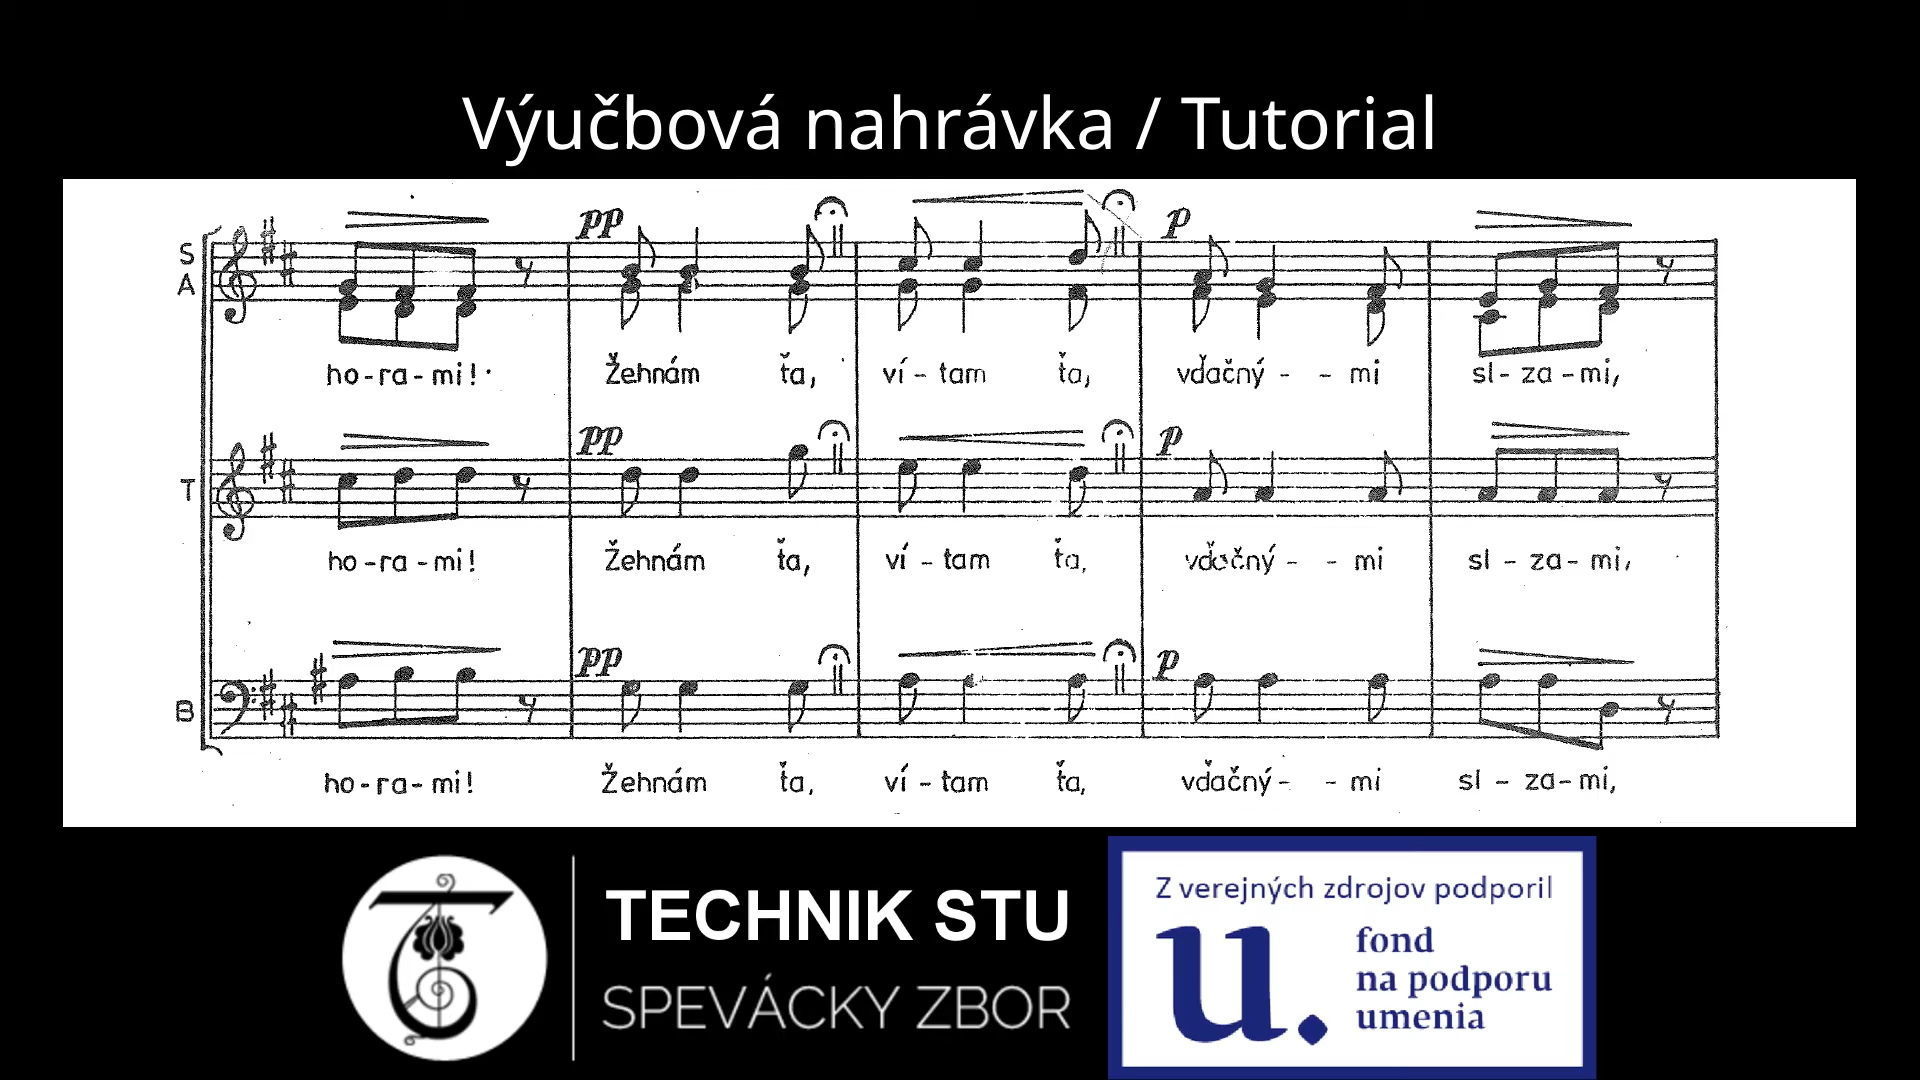 Výučbová nahrávka / Tutorial
pp
p
S
A
ho-ra-mi! Žehnám ťa, ví-tam ťa, vďačný - - mi sl-za-mi,
pp
p
T
ho-ra-mi! Žehnám ťa, ví-tam ťa, vďačný - - mi sl-za-mi,
pp
p
B
ho-ra-mi! Žehnám ťa, ví-tam ťa, vďačný - - mi sl-za-mi,
TECHNIK STU
SPEVÁCKY ZBOR
Z verejných zdrojov podporil
u.
fond
na podporu
umenia